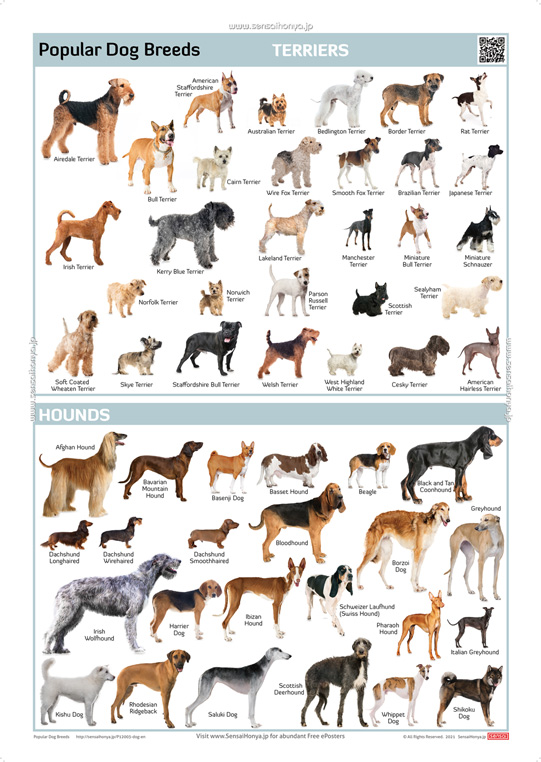 www.sensaihonya.jp
Popular Dog Breeds
TERRIERS
Airedale Terrier
American
Staffordshire
Terrier
Australian Terrier
Bedlington Terrier
Border Terrier
Rat Terrier
Bull Terrier
Cairn Terrier
Wire Fox Terrier
Smooth Fox Terrier
Brazilian Terrier
Japanese Terrier
Irish Terrier
Kerry Blue Terrier
Lakeland Terrier
Manchester
Terrier
Miniature
Bull Terrier
Miniature
Schnauzer
Norfolk Terrier
Norwich
Terrier
Parson
Russell
Terrier
Scottish
Terrier
Sealyham
Terrier
Soft Coated
Wheaten Terrier
Skye Terrier
Staffordshire Bull Terrier
Welsh Terrier
West Highland
White Terrier
Cesky Terrier
American
Hairless Terrier
www.sensaihonya.jp
www.sensaihonya.jp
HOUNDS
Afghan Hound
Bavarian
Mountain
Hound
Basenji Dog
Basset Hound
Beagle
Black and Tan
Coonhound
Greyhound
Dachshund
Longhaired
Dachshund
Wirehaired
Dachshund
Smoothhaired
Bloodhound
Borzoi
Dog
Irish
Wolfhound
Harrier
Dog
Ibizan
Hound
Schweizer Laufhund
(Swiss Hound)
Pharaoh
Hound
Italian Greyhound
Kishu Dog
Rhodesian
Ridgeback
Saluki Dog
Scottish
Deerhound
Whippet
Dog
Shikoku
Dog
Popular Dog Breeds http://sensaihonya.jp/P12002-dog-en
Visit www.SensaiHonya.jp for abundant Free ePosters
© All Rights Reserved. 2021 SensaiHonya.jp